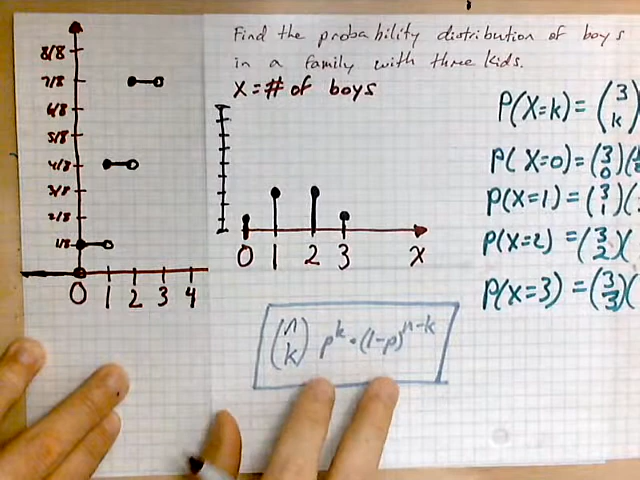 Find the probability distribution of boys
in a family with three kids.
X = # of boys
8/8
7/8
6/8
5/8
4/8
3/8
2/8
1/8
0 1 2 3 4
0 1 2 3 X
P(X=k) = (3 k)
P(X=0) = (3 0)(
P(X=1) = (3 1)(
P(X=2) = (3 2)(
P(X=3) = (3 3)(
(n k) p^k · (1-p)^n-k